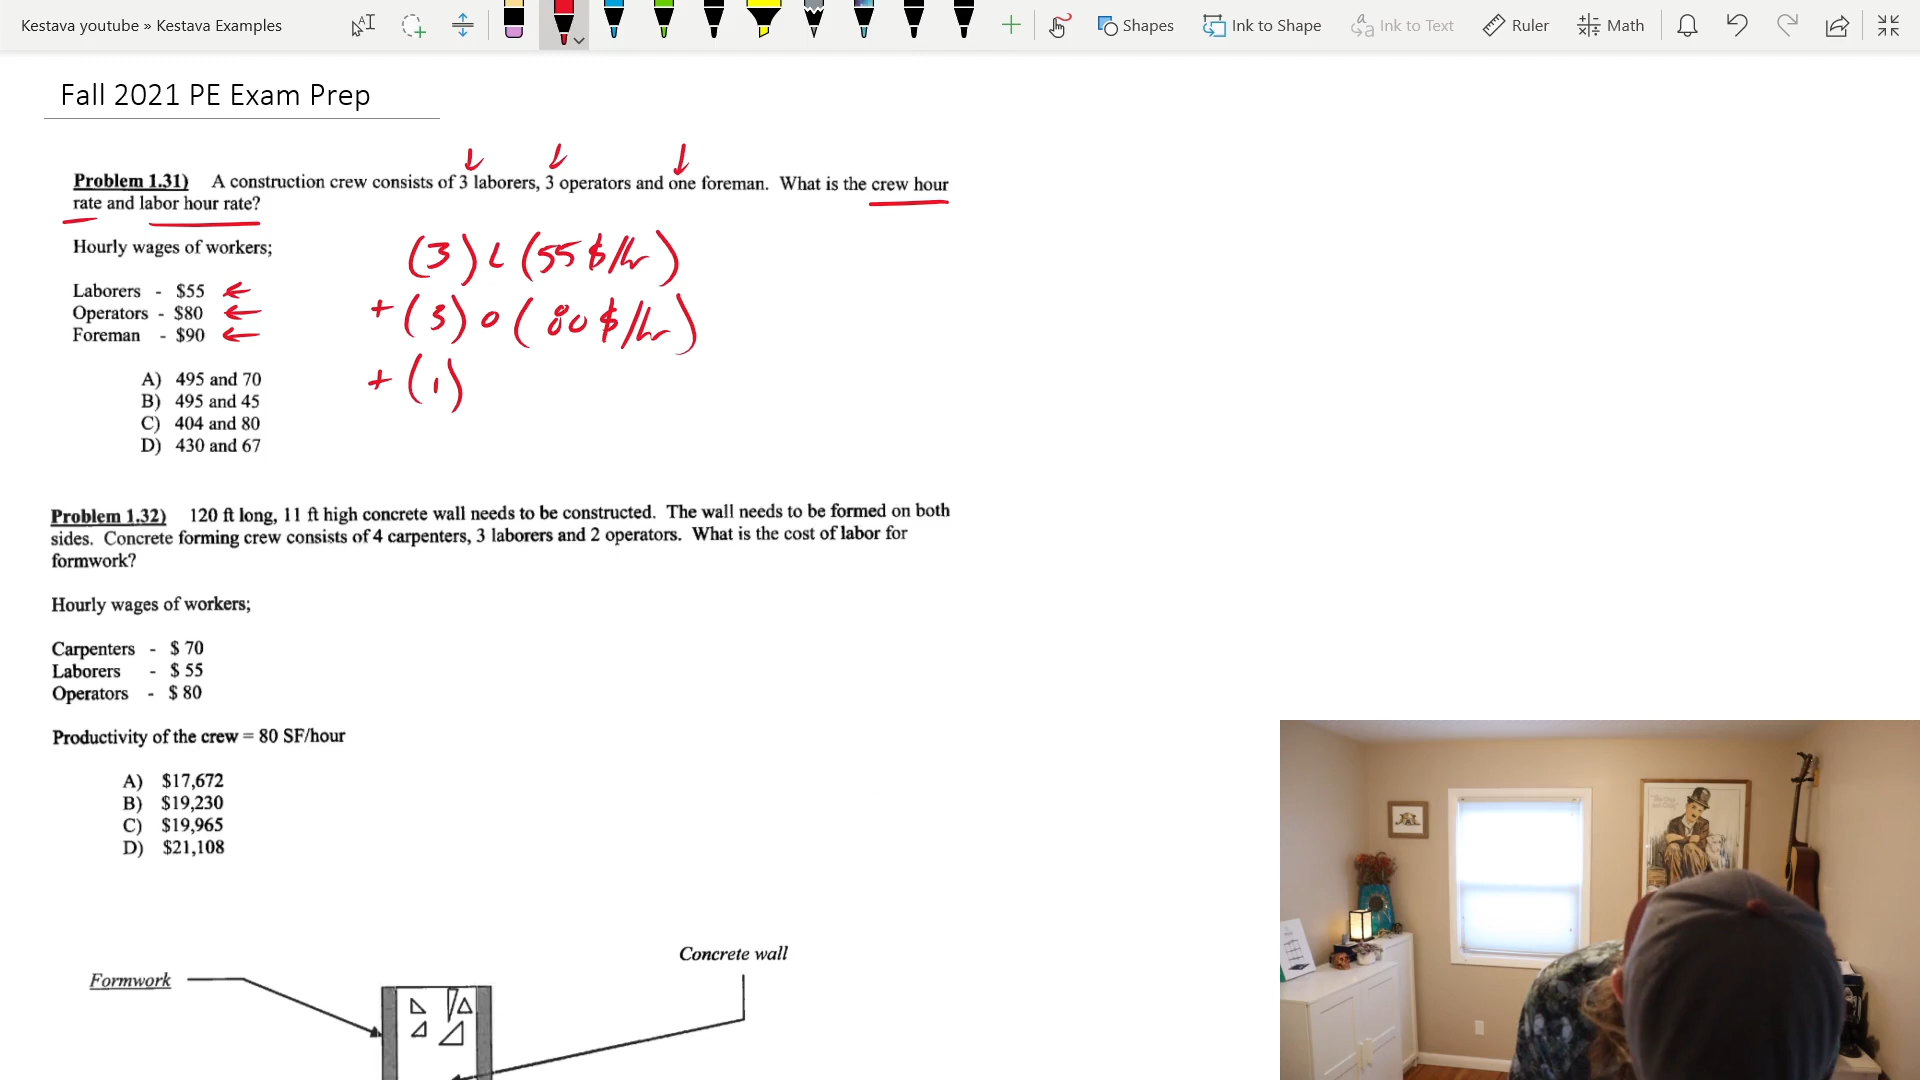 Kestava youtube » Kestava Examples
Shapes
Ink to Shape
Ink to Text
Ruler
Math
Fall 2021 PE Exam Prep
Problem 1.31) A construction crew consists of 3 laborers, 3 operators and one foreman. What is the crew hour
rate and labor hour rate?
Hourly wages of workers;
Laborers - $55
Operators - $80
Foreman - $90
A) 495 and 70
B) 495 and 45
C) 404 and 80
D) 430 and 67
(3) L (55 $/hr)
+ (3) o (80 $/hr)
+ (1)
Problem 1.32) 120 ft long, 11 ft high concrete wall needs to be constructed. The wall needs to be formed on both
sides. Concrete forming crew consists of 4 carpenters, 3 laborers and 2 operators. What is the cost of labor for
formwork?
Hourly wages of workers;
Carpenters - $ 70
Laborers - $ 55
Operators - $ 80
Productivity of the crew = 80 SF/hour
A) $17,672
B) $19,230
C) $19,965
D) $21,108
Concrete wall
Formwork